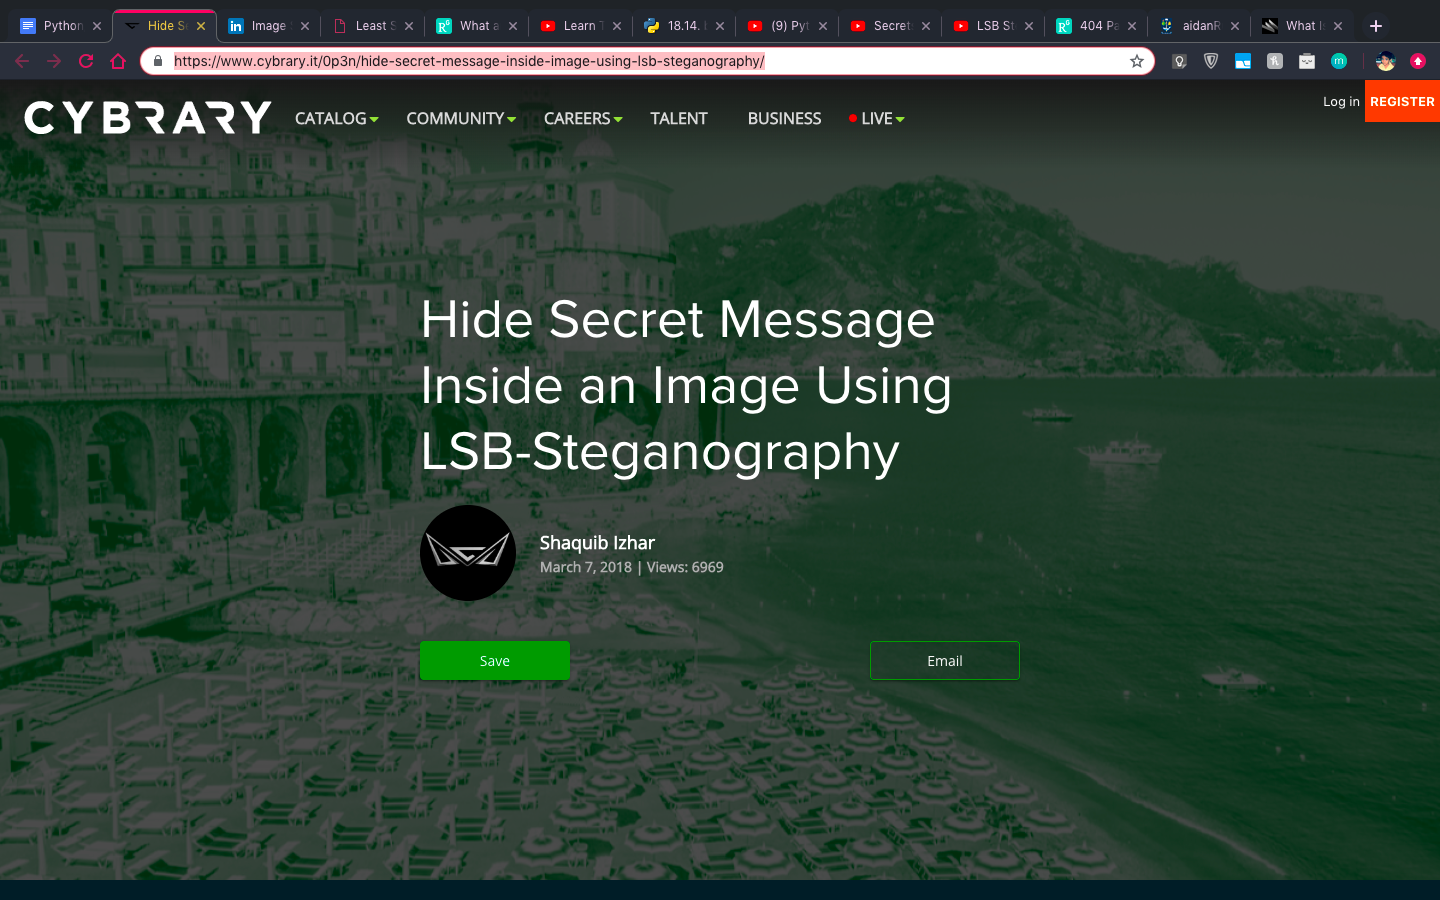 Python
Hide Se
Image
Least S
What a
Learn T
18.14.
(9) Pyt
Secret
LSB St
404 Pa
aidanR
What Is
https://www.cybrary.it/0p3n/hide-secret-message-inside-image-using-lsb-steganography/
Log in
REGISTER
CYBRARY
CATALOG
COMMUNITY
CAREERS
TALENT
BUSINESS
LIVE
Hide Secret Message
Inside an Image Using
LSB-Steganography
Shaquib Izhar
March 7, 2018 | Views: 6969
Save
Email